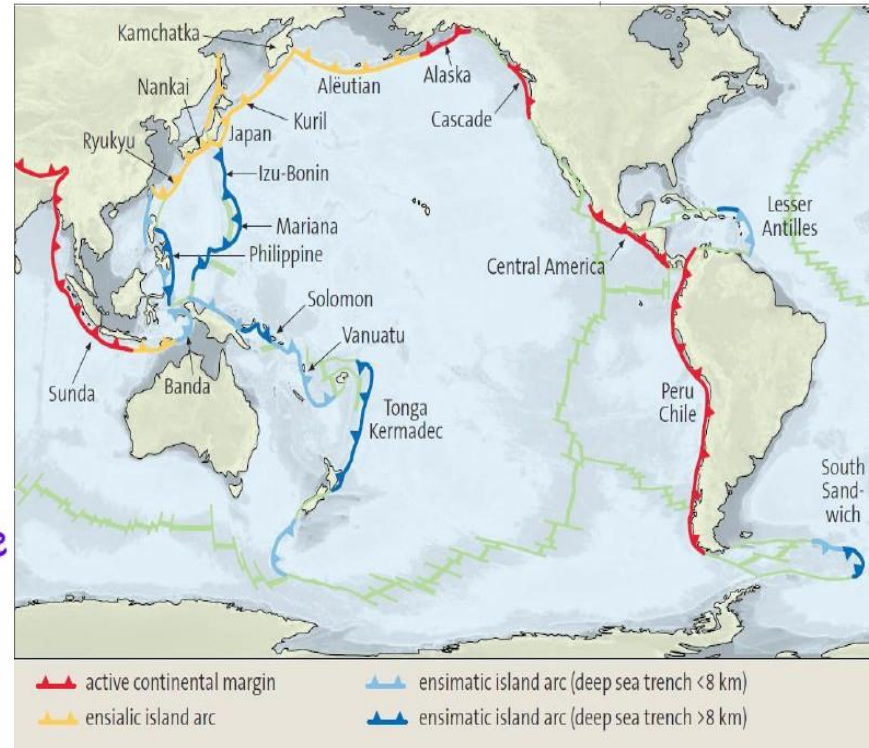 Kamchatka
Nankai
Alëutian
Alaska
Kuril
Cascade
Ryukyu
Japan
Izu-Bonin
Lesser
Antilles
Mariana
Philippine
Central America
Solomon
Vanuatu
Sunda
Banda
Tonga
Kermadec
Peru
Chile
South
Sand-
wich
active continental margin
ensialic island arc
ensimatic island arc (deep sea trench <8 km)
ensimatic island arc (deep sea trench >8 km)